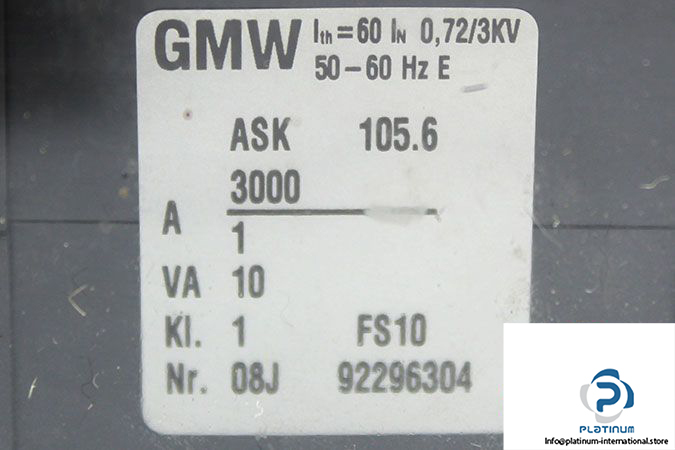 GMW Ith=60 IN 0,72/3KV
50-60 Hz E
ASK 105.6
A 3000
1
VA 10
Kl. 1 FS10
Nr. 08J 92296304
PLATINUM
Info@platinum-international.store